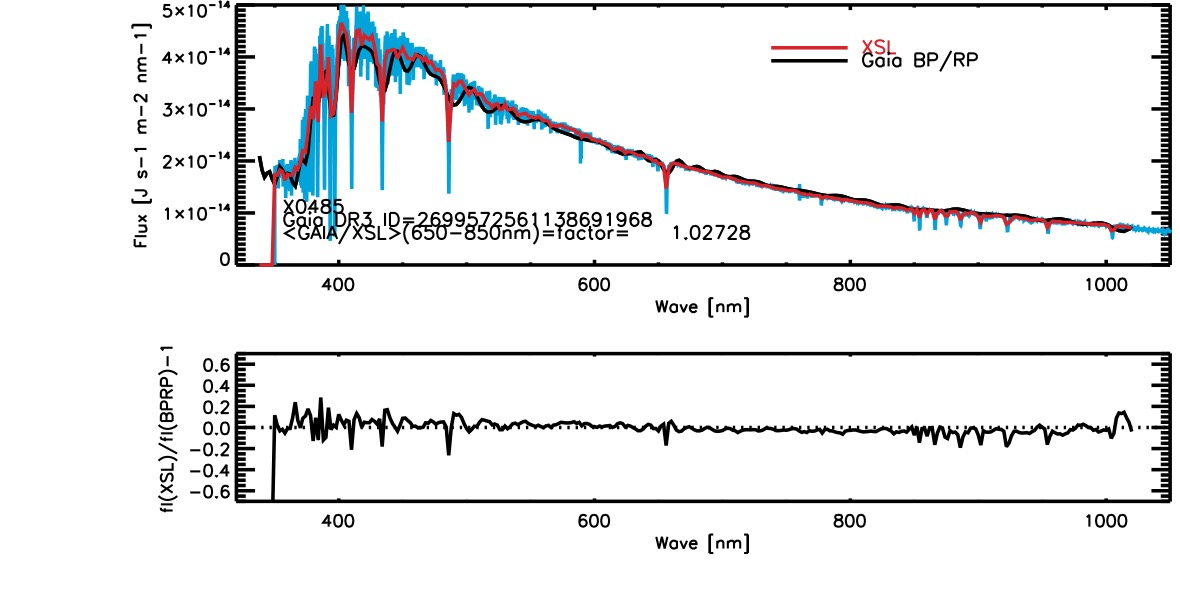 5×10⁻¹⁴
4×10⁻¹⁴
3×10⁻¹⁴
2×10⁻¹⁴
1×10⁻¹⁴
0
Flux [J s−1 m−2 nm−1]
XSL
Gaia BP/RP
X0485
Gaia DR3 ID=2699572561138691968
<GAIA/XSL>(650−850nm)=factor= 1.02728
400 600 800 1000
Wave [nm]
0.6
0.4
0.2
0.0
−0.2
−0.4
−0.6
fl(XSL)/fl(BPRP)−1
400 600 800 1000
Wave [nm]